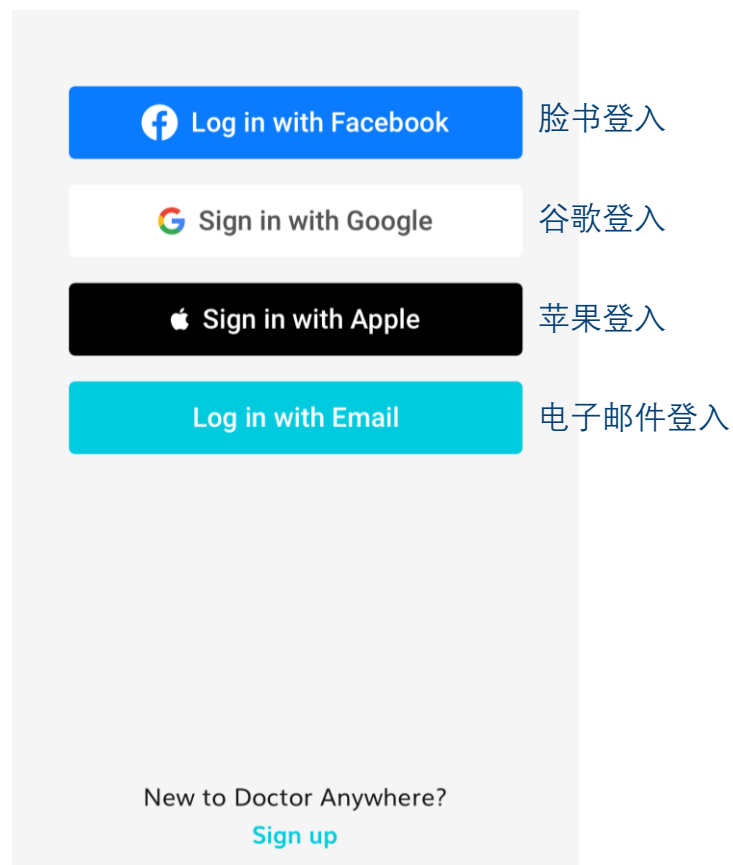 Log in with Facebook 脸书登入
Sign in with Google 谷歌登入
Sign in with Apple 苹果登入
Log in with Email 电子邮件登入
New to Doctor Anywhere?
Sign up